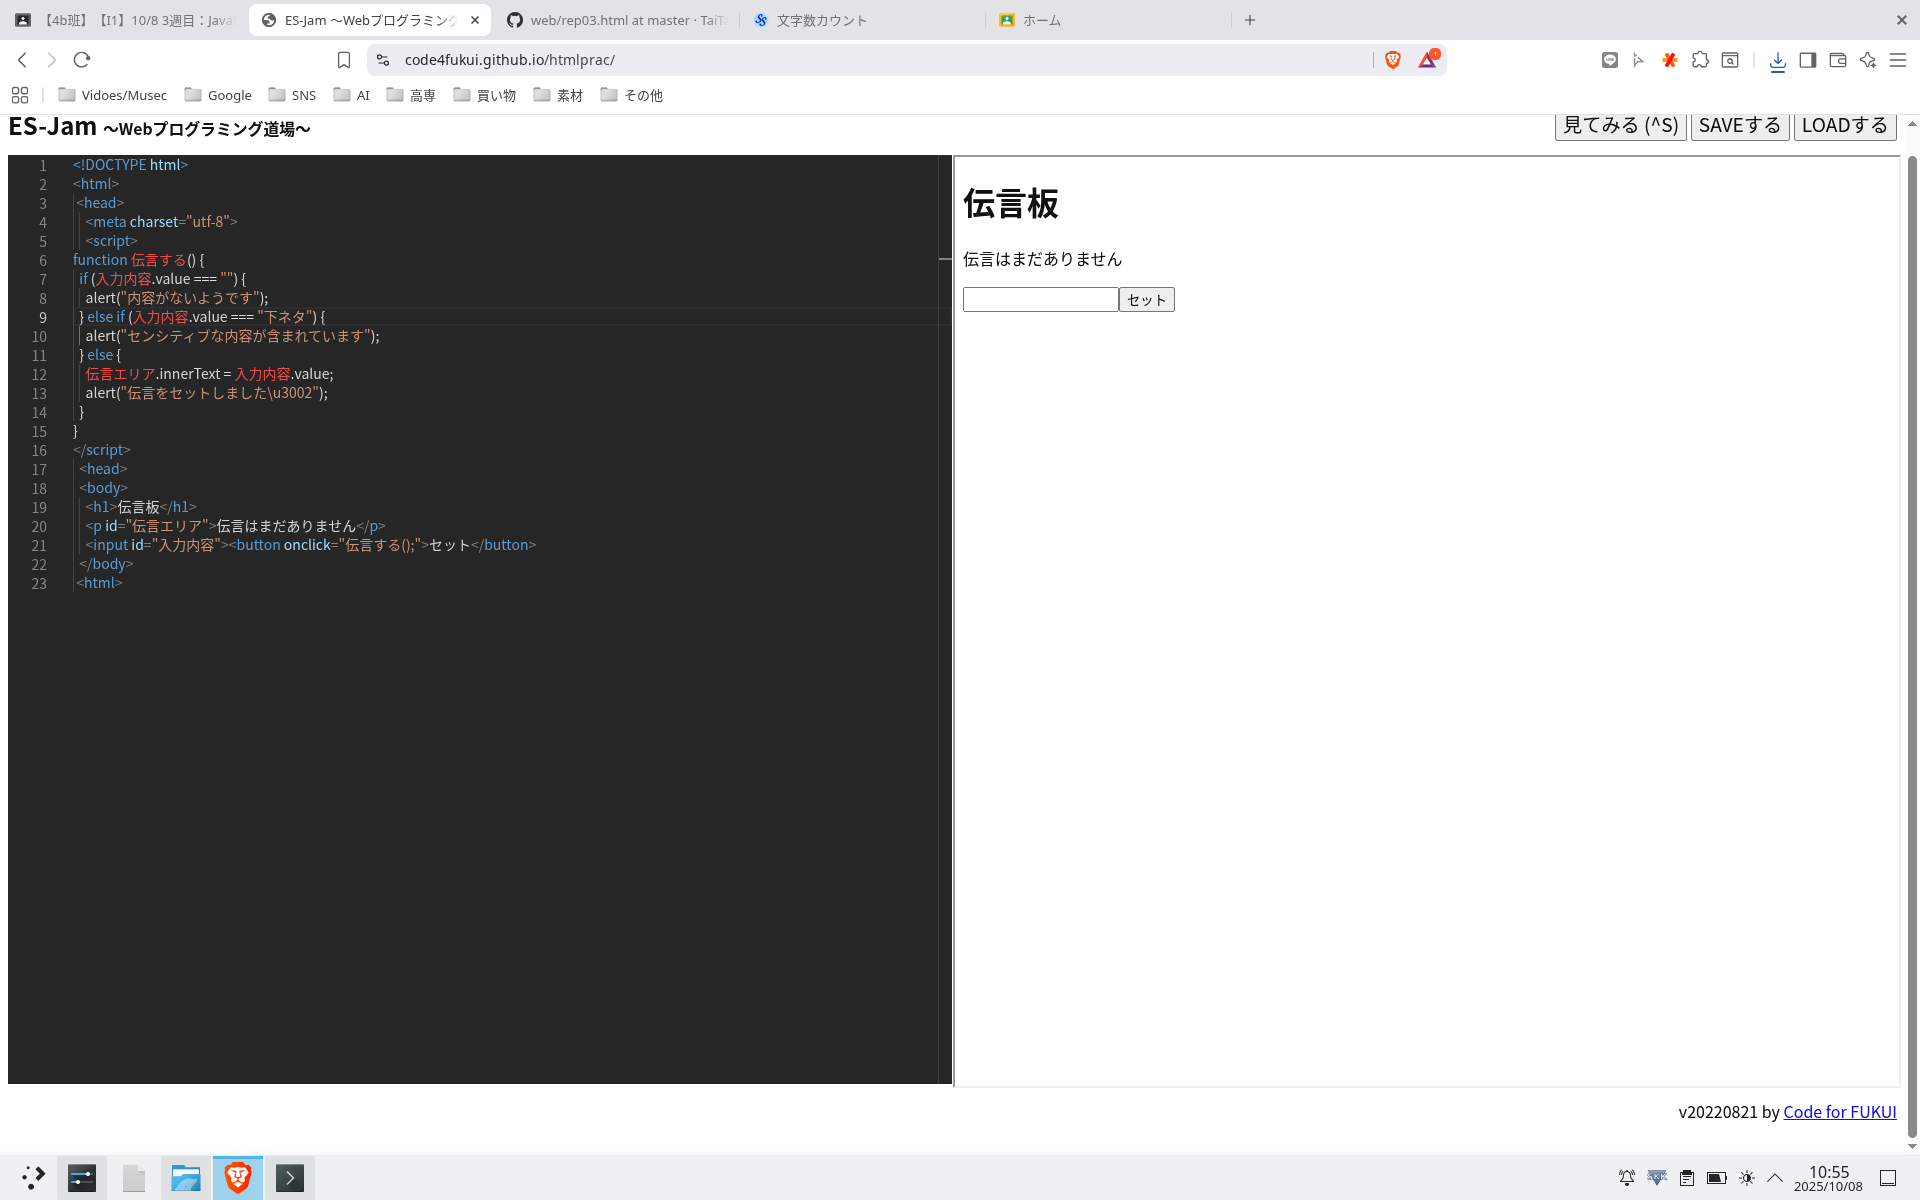 【4b班】【I1】10/8 3週目：Java
ES-Jam 〜Webプログラミング
web/rep03.html at master · TaiTa
文字数カウント
ホーム
code4fukui.github.io/htmlprac/
Vidoes/Musec
Google
SNS
AI
高専
買い物
素材
その他
ES-Jam 〜Webプログラミング道場〜
見てみる (^S)
SAVEする
LOADする
1 <!DOCTYPE html>
2 <html>
3 <head>
4 <meta charset="utf-8">
5 <script>
6 function 伝言する() {
7 if (入力内容.value === "") {
8 alert("内容がないようです");
9 } else if (入力内容.value === "下ネタ") {
10 alert("センシティブな内容が含まれています");
11 } else {
12 伝言エリア.innerText = 入力内容.value;
13 alert("伝言をセットしました\u3002");
14 }
15 }
16 </script>
17 <head>
18 <body>
19 <h1>伝言板</h1>
20 <p id="伝言エリア">伝言はまだありません</p>
21 <input id="入力内容"><button onclick="伝言する();">セット</button>
22 </body>
23 <html>
伝言板
伝言はまだありません
セット
v20220821 by Code for FUKUI
10:55
2025/10/08